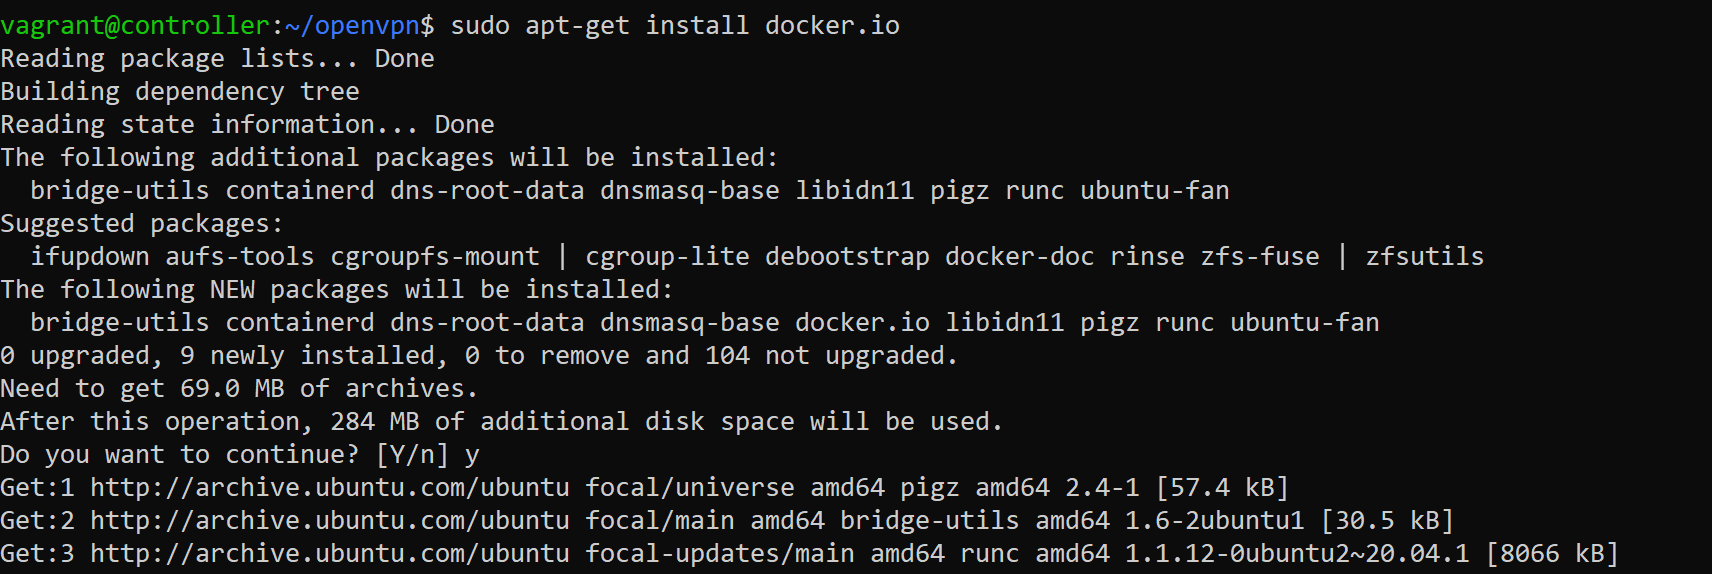 vagrant@controller:~/openvpn$ sudo apt-get install docker.io
Reading package lists... Done
Building dependency tree
Reading state information... Done
The following additional packages will be installed:
  bridge-utils containerd dns-root-data dnsmasq-base libidn11 pigz runc ubuntu-fan
Suggested packages:
  ifupdown aufs-tools cgroupfs-mount | cgroup-lite debootstrap docker-doc rinse zfs-fuse | zfsutils
The following NEW packages will be installed:
  bridge-utils containerd dns-root-data dnsmasq-base docker.io libidn11 pigz runc ubuntu-fan
0 upgraded, 9 newly installed, 0 to remove and 104 not upgraded.
Need to get 69.0 MB of archives.
After this operation, 284 MB of additional disk space will be used.
Do you want to continue? [Y/n] y
Get:1 http://archive.ubuntu.com/ubuntu focal/universe amd64 pigz amd64 2.4-1 [57.4 kB]
Get:2 http://archive.ubuntu.com/ubuntu focal/main amd64 bridge-utils amd64 1.6-2ubuntu1 [30.5 kB]
Get:3 http://archive.ubuntu.com/ubuntu focal-updates/main amd64 runc amd64 1.1.12-0ubuntu2~20.04.1 [8066 kB]